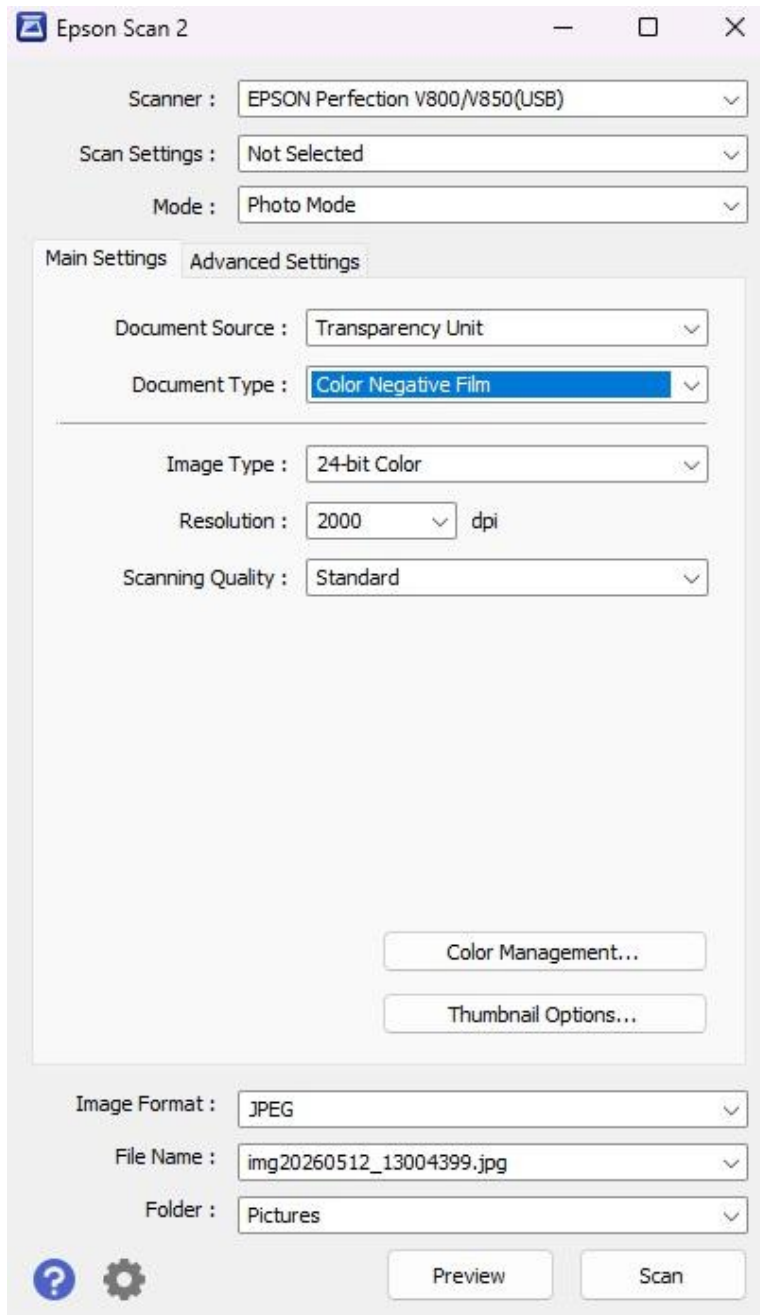 Epson Scan 2
Scanner : EPSON Perfection V800/V850(USB)
Scan Settings : Not Selected
Mode : Photo Mode
Main Settings Advanced Settings
Document Source : Transparency Unit
Document Type : Color Negative Film
Image Type : 24-bit Color
Resolution : 2000 dpi
Scanning Quality : Standard
Color Management...
Thumbnail Options...
Image Format : JPEG
File Name : img20260512_13004399.jpg
Folder : Pictures
? Preview Scan